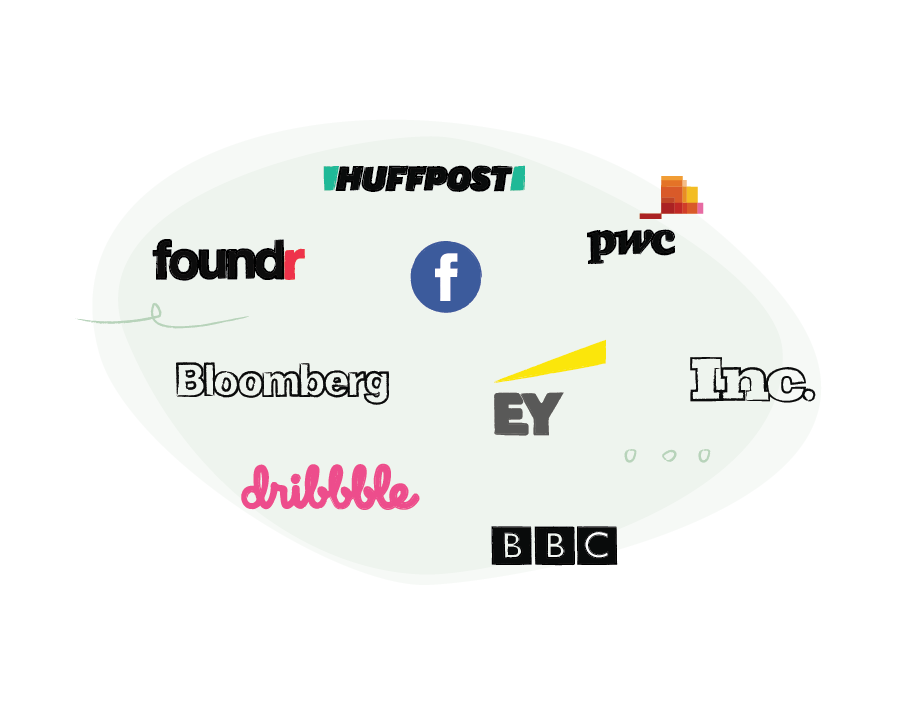 HUFFPOST
pwc
foundr
f
Bloomberg
EY
Inc.
dribbble
BBC